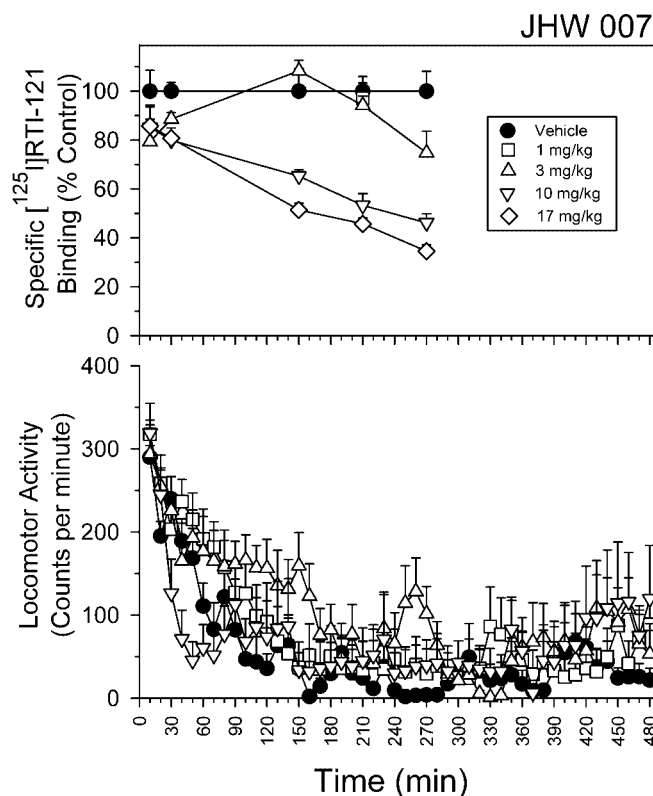 JHW 007
Specific [125I]RTI-121
Binding (% Control)
100
80
60
40
20
0
Vehicle
1 mg/kg
3 mg/kg
10 mg/kg
17 mg/kg
Locomotor Activity
(Counts per minute)
400
300
200
100
0
0
30
60
90
120
150
180
210
240
270
300
330
360
390
420
450
480
Time (min)